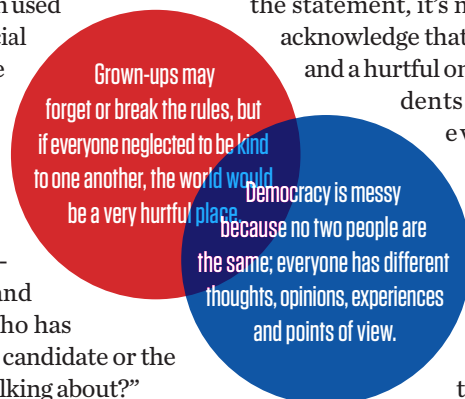 used
cial
the statement, it’s
acknowledge that
and a hurtful
dents
Grown-ups may
forget or break the rules, but
if everyone neglected to be kind
to one another, the world would
be a very hurtful place.
Democracy is messy
because no two people are
the same; everyone has different
thoughts, opinions, experiences
and points of view.
and
ho has
candidate or the
lking about?”